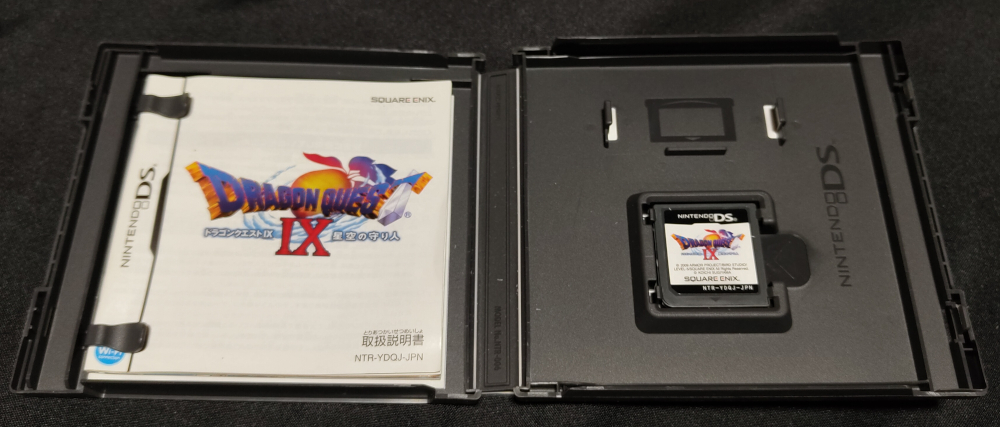 SQUARE ENIX.
NINTENDO DS.
DRAGON QUEST
®
ドラゴンクエストIX
IX
星空の守り人
とりあつかいせつめいしょ
取扱説明書
NTR-YDQJ-JPN
Wi-Fi
NINTENDO DS
NINTENDO DS
DRAGON QUEST
IX
SQUARE ENIX.
NTR-YDQJ-JPN